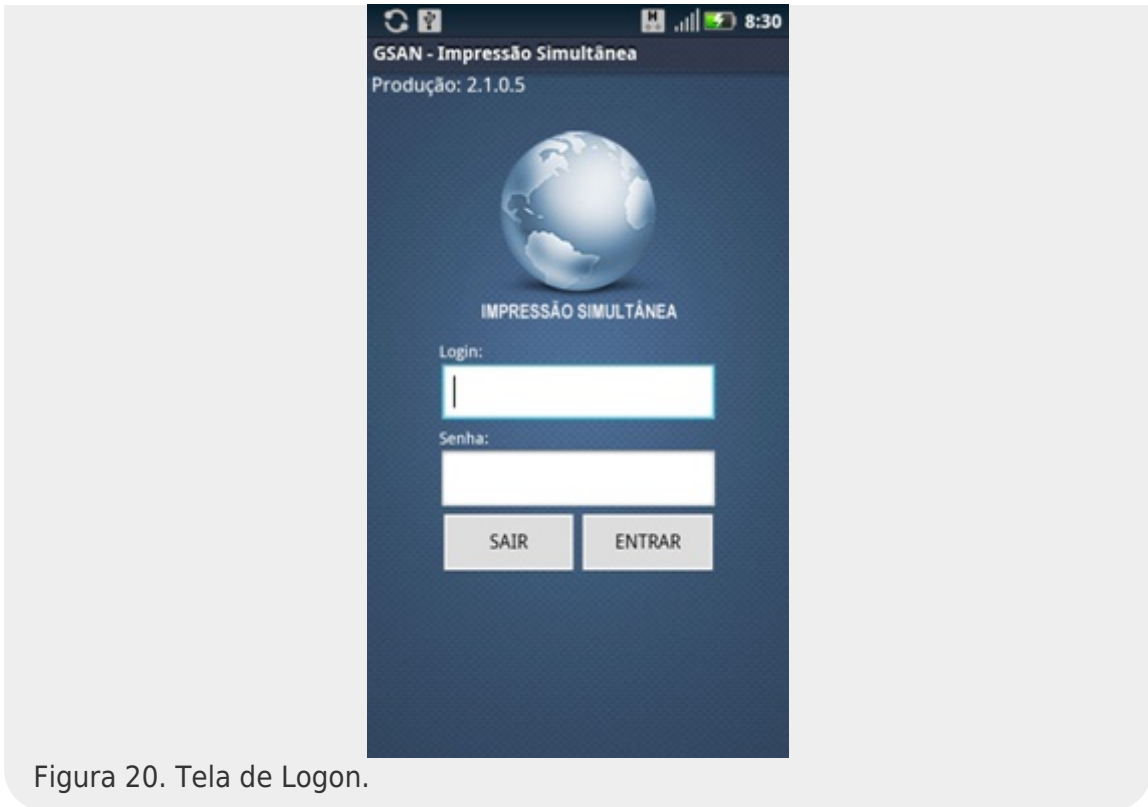 8:30
GSAN - Impressão Simultânea
Produção: 2.1.0.5
IMPRESSÃO SIMULTÂNEA
Login:
Senha:
SAIR ENTRAR
Figura 20. Tela de Logon.